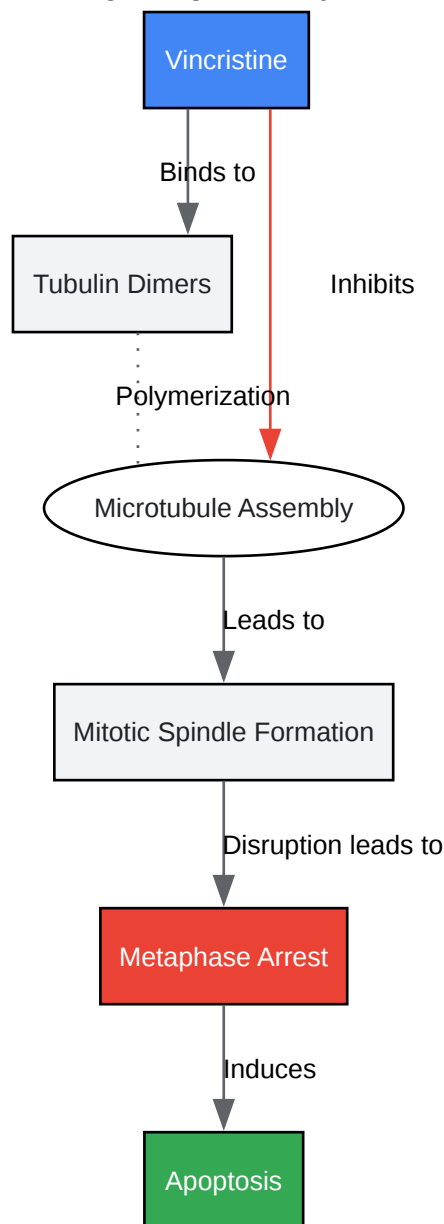 Vincristine
Binds to
Tubulin Dimers
Inhibits
Polymerization
Microtubule Assembly
Leads to
Mitotic Spindle Formation
Disruption leads to
Metaphase Arrest
Induces
Apoptosis